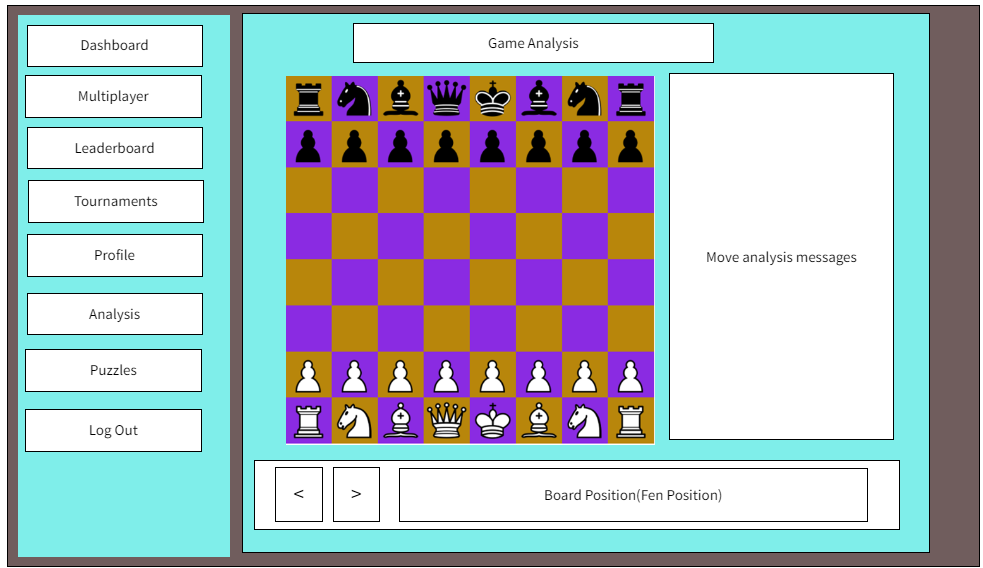 Dashboard
Multiplayer
Leaderboard
Tournaments
Profile
Analysis
Puzzles
Log Out
Game Analysis
Move analysis messages
<
>
Board Position(Fen Position)